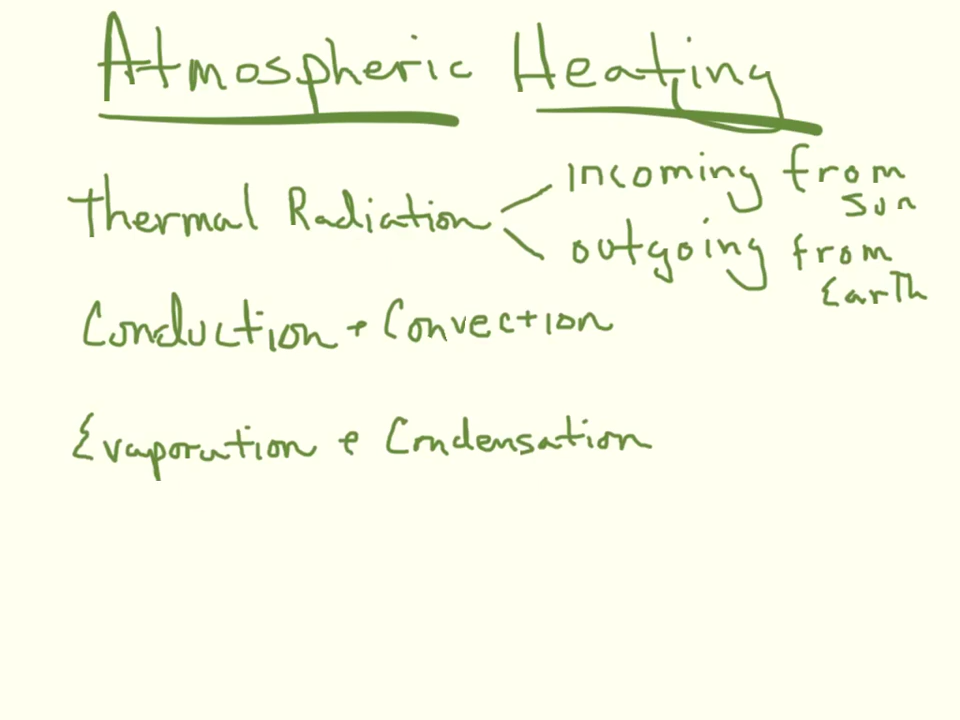 Atmospheric Heating
Thermal Radiation
incoming from sun
outgoing from Earth
Conduction + Convection
Evaporation & Condensation